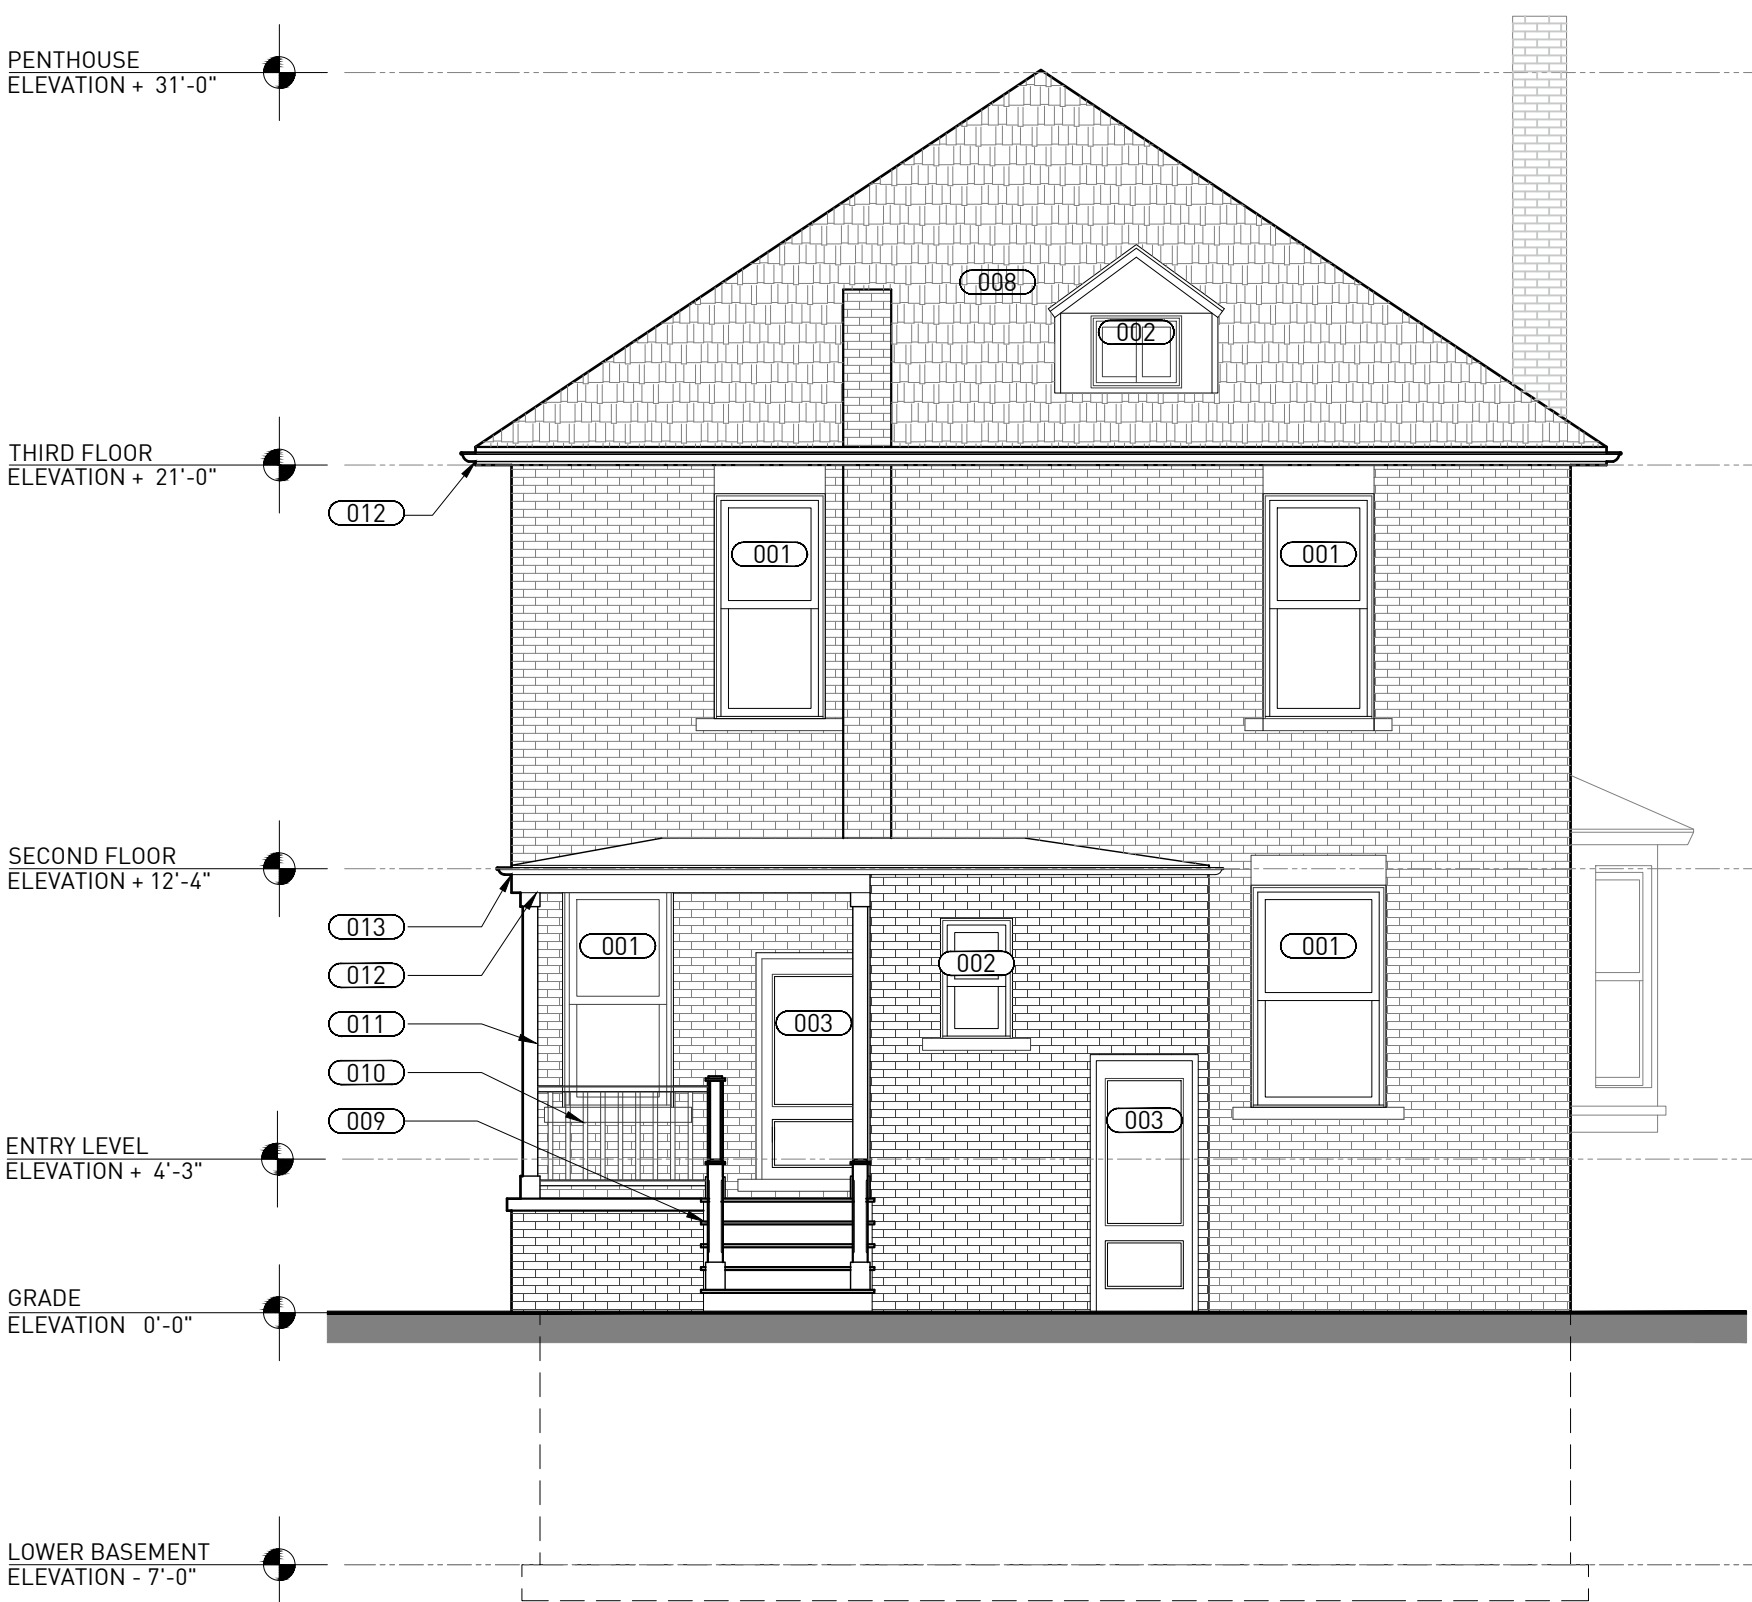 PENTHOUSE
ELEVATION + 31'-0"
008
002
THIRD FLOOR
ELEVATION + 21'-0"
012
001
001
SECOND FLOOR
ELEVATION + 12'-4"
013
001
001
002
012
011
003
010
009
003
ENTRY LEVEL
ELEVATION + 4'-3"
GRADE
ELEVATION 0'-0"
LOWER BASEMENT
ELEVATION - 7'-0"